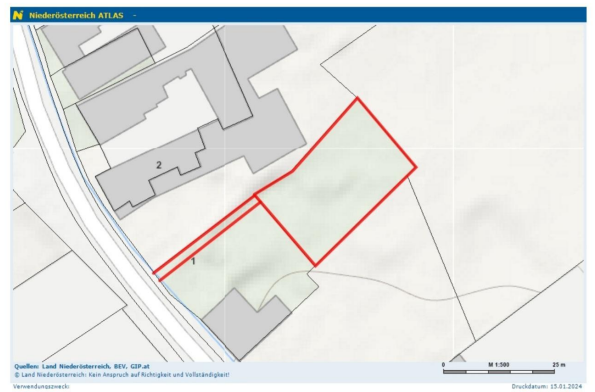 N Niederösterreich ATLAS -
2
1
Quellen: Land Niederösterreich, BEV, GIP.at
© Land Niederösterreich: Kein Anspruch auf Richtigkeit und Vollständigkeit!
0 M 1:500 25 m
Verwendungszweck:
Druckdatum: 15.01.2024